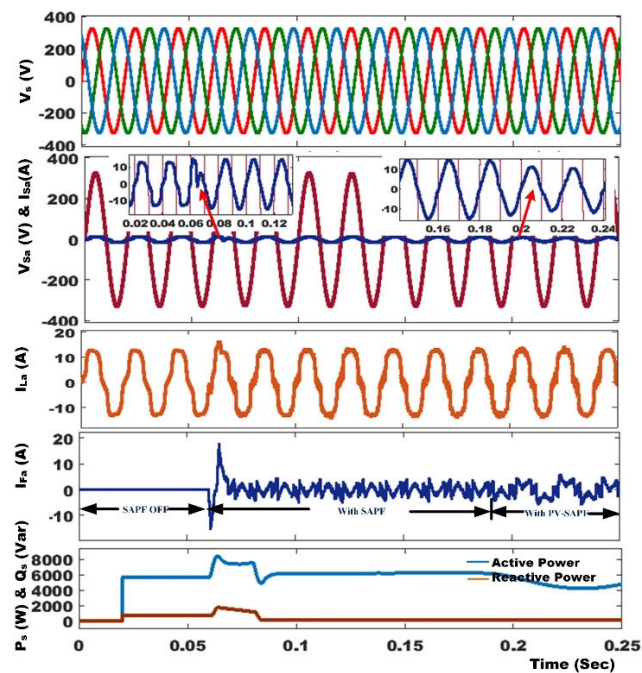 400
200
0
-200
-400
Vs (V)
400
200
0
-200
-400
VSa (V) & ISa(A)
10
0
-10
0.02 0.04 0.06 0.08 0.1 0.12
10
0
-10
0.16 0.18 0.2 0.22 0.24
20
10
0
-10
ILa (A)
20
10
0
-10
IFa (A)
SAPF OFF
With SAPF
With PV-SAPF
8000
6000
4000
2000
0
Ps (W) & Qs (Var)
Active Power
Reactive Power
0 0.05 0.1 0.15 0.2 0.25
Time (Sec)